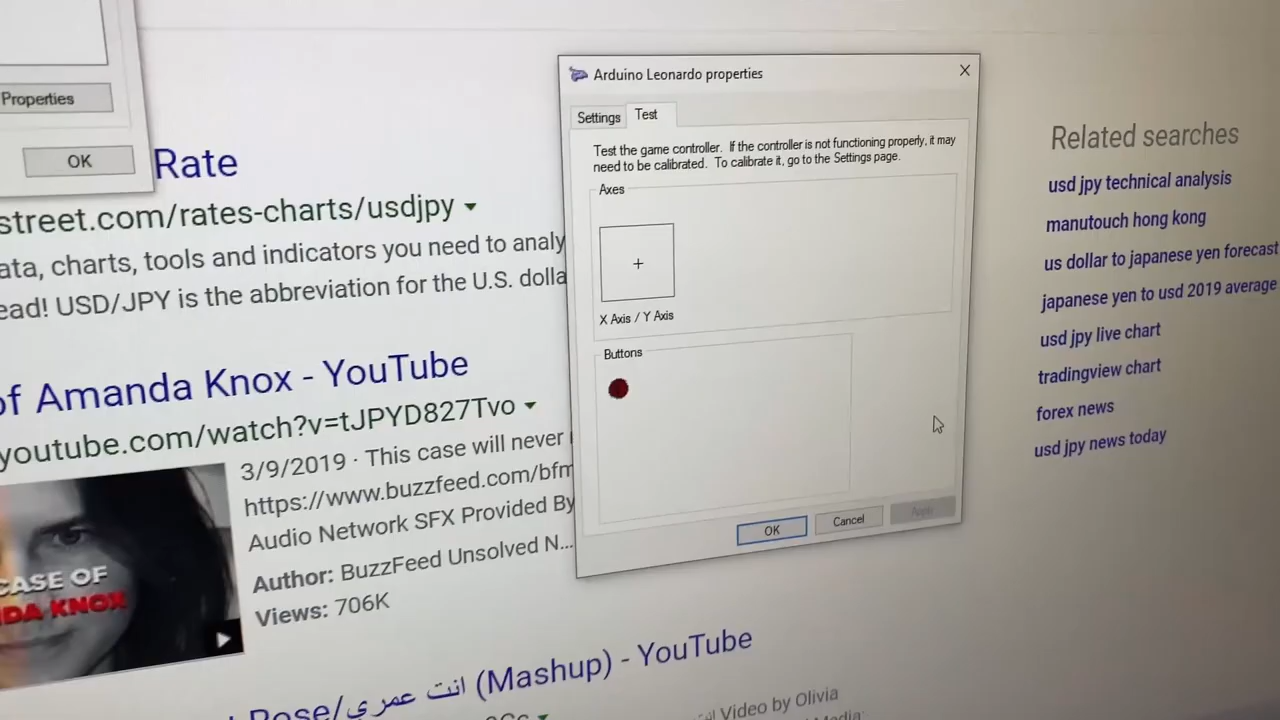 Properties
OK
Rate
street.com/rates-charts/usdjpy
ata, charts, tools and indicators you need to analy
ead! USD/JPY is the abbreviation for the U.S. dolla
of Amanda Knox - YouTube
youtube.com/watch?v=tJPYD827Tvo
3/9/2019 · This case will never
https://www.buzzfeed.com/bfm
Audio Network SFX Provided By
Author: BuzzFeed Unsolved N...
Views: 706K
CASE OF
DA KNOX
Rose/انت عمري (Mashup) - YouTube
Video by Olivia
Media:
Arduino Leonardo properties
Settings
Test
Test the game controller. If the controller is not functioning properly, it may
need to be calibrated. To calibrate it, go to the Settings page.
Axes
X Axis / Y Axis
Buttons
OK
Cancel
Apply
Related searches
usd jpy technical analysis
manutouch hong kong
us dollar to japanese yen forecast
japanese yen to usd 2019 average
usd jpy live chart
tradingview chart
forex news
usd jpy news today